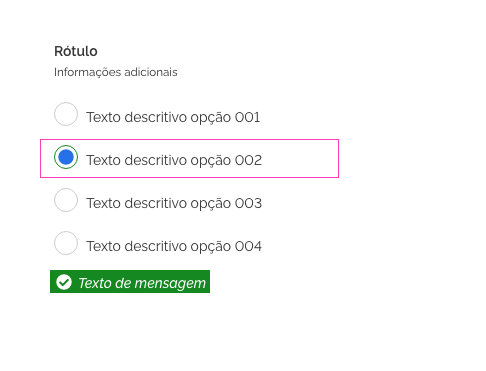 Rótulo
Informações adicionais
Texto descritivo opção 001
Texto descritivo opção 002
Texto descritivo opção 003
Texto descritivo opção 004
Texto de mensagem